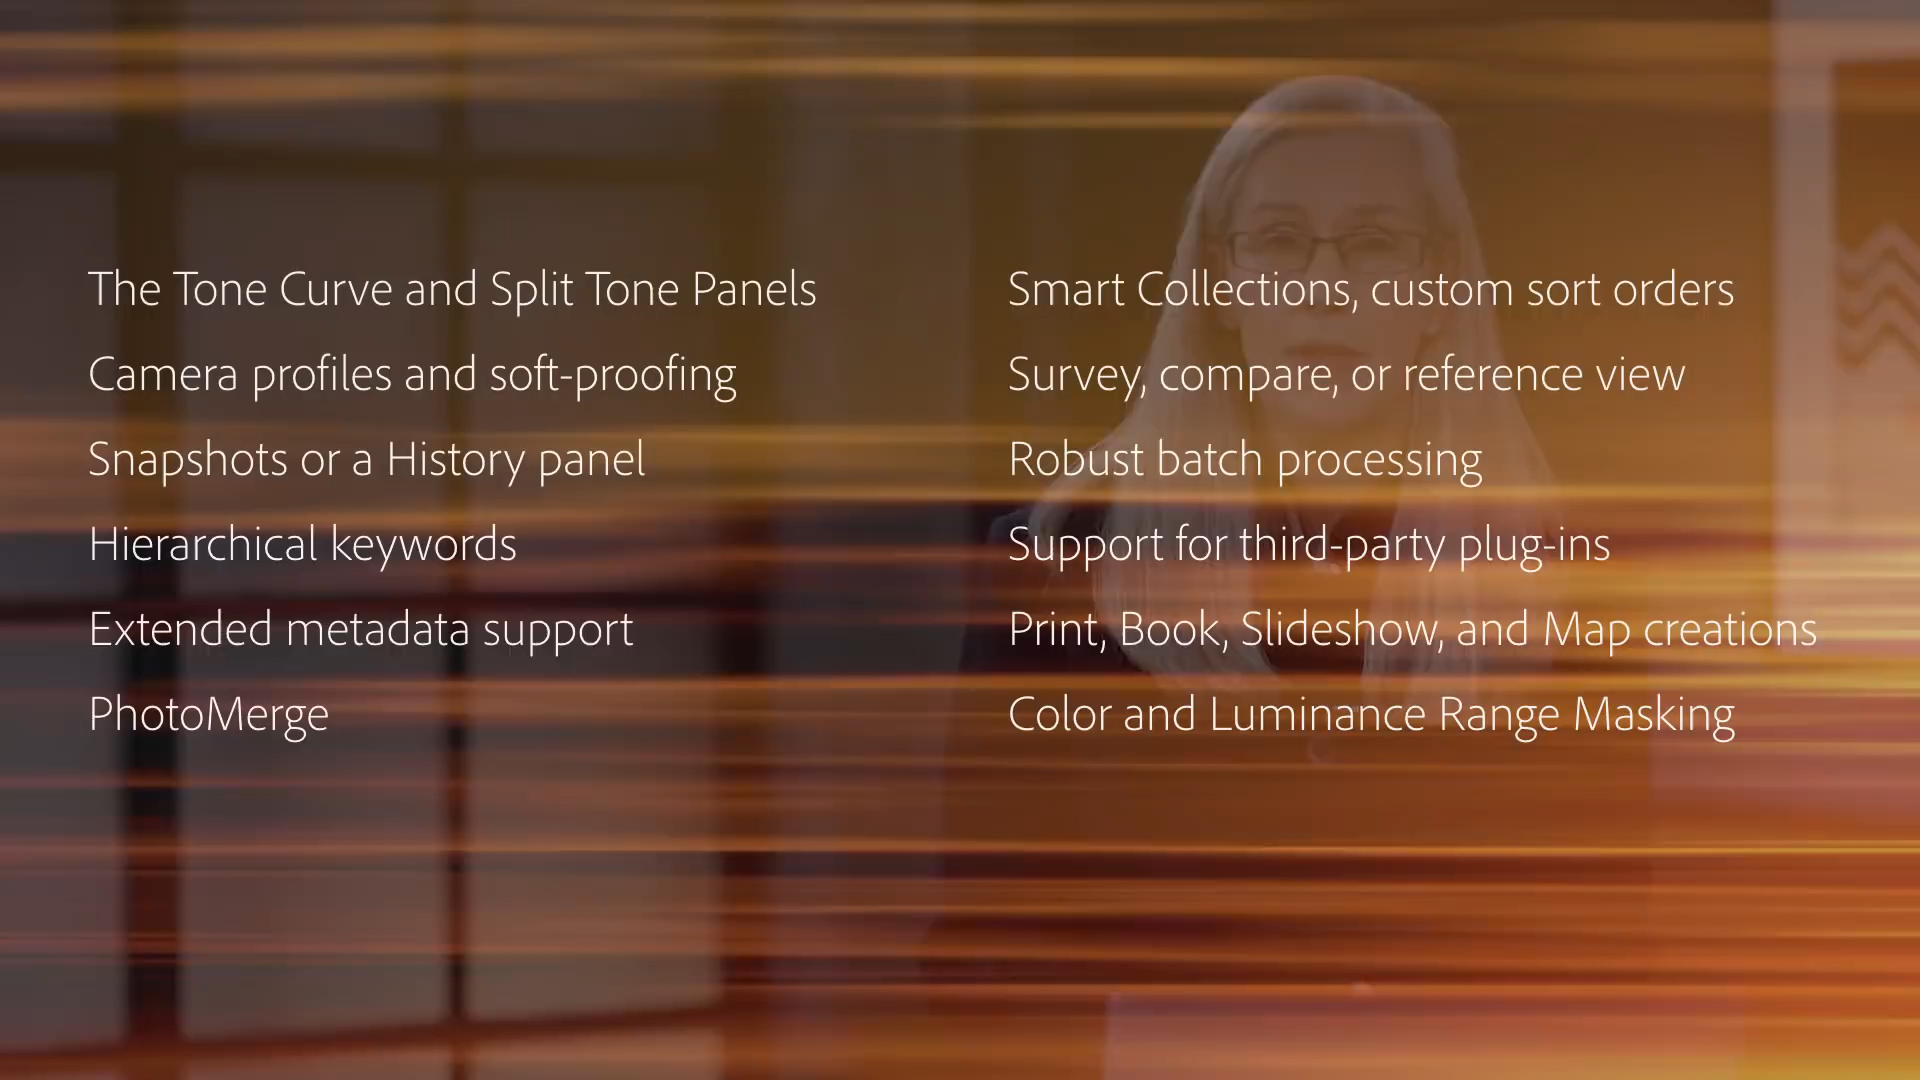 The Tone Curve and Split Tone Panels
Camera profiles and soft-proofing
Snapshots or a History panel
Hierarchical keywords
Extended metadata support
PhotoMerge
Smart Collections, custom sort orders
Survey, compare, or reference view
Robust batch processing
Support for third-party plug-ins
Print, Book, Slideshow, and Map creations
Color and Luminance Range Masking